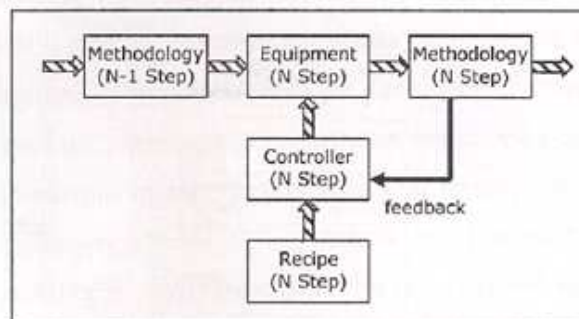 Methodology
(N-1 Step)
Equipment
(N Step)
Methodology
(N Step)
Controller
(N Step)
feedback
Recipe
(N Step)